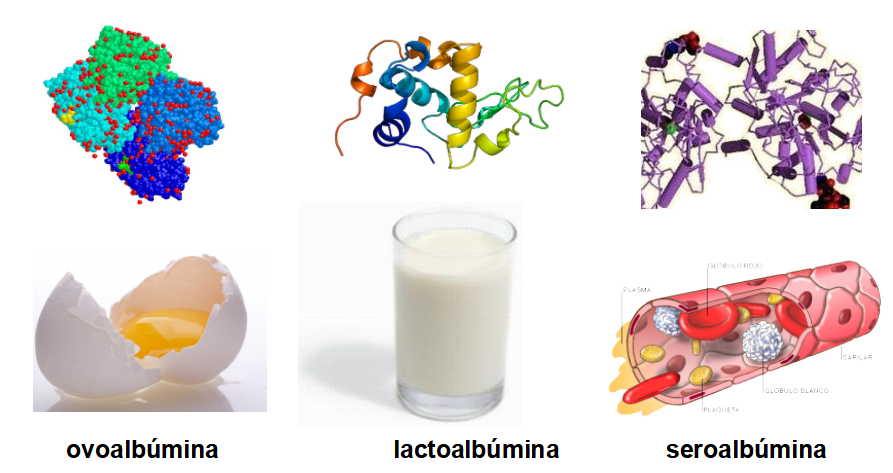 GLÓBULO ROJO
PLASMA
CAPILAR
GLÓBULO BLANCO
PLAQUETA
ovoalbúmina
lactoalbúmina
seroalbúmina